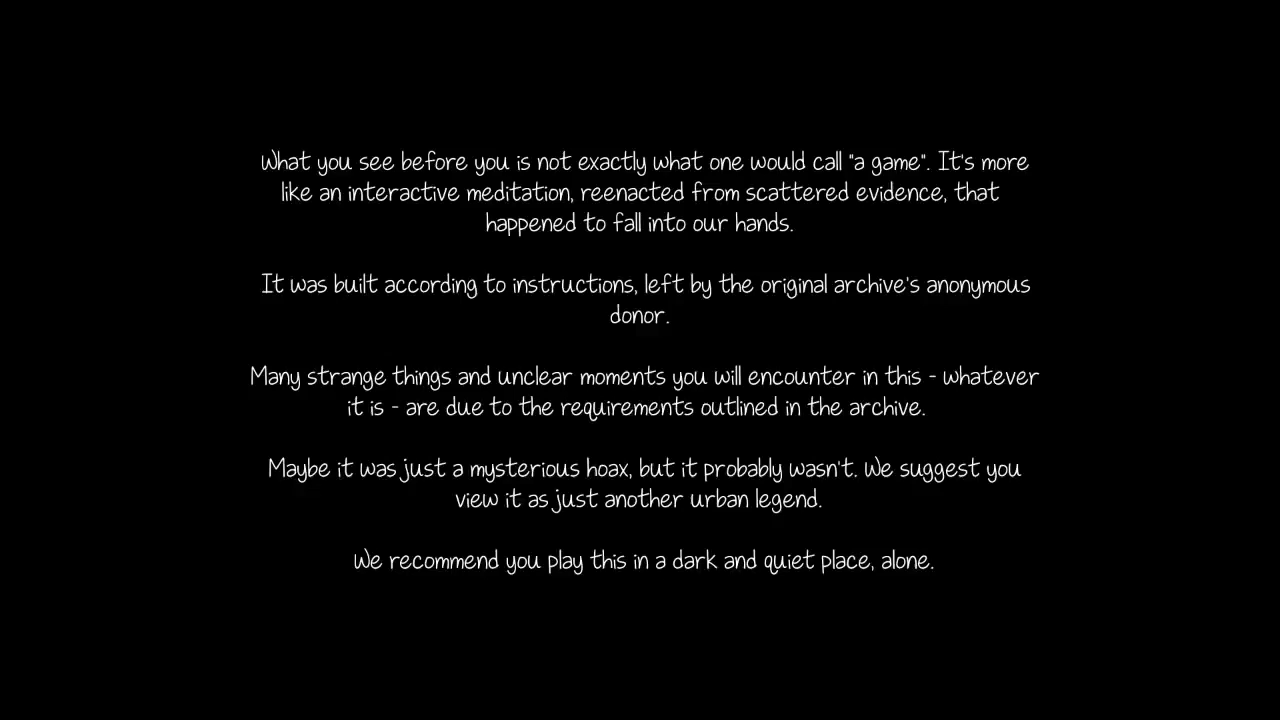 What you see before you is not exactly what one would call "a game". It's more
like an interactive meditation, reenacted from scattered evidence, that
happened to fall into our hands.
It was built according to instructions, left by the original archive's anonymous
donor.
Many strange things and unclear moments you will encounter in this - whatever
it is - are due to the requirements outlined in the archive.
Maybe it was just a mysterious hoax, but it probably wasn't. We suggest you
view it as just another urban legend.
We recommend you play this in a dark and quiet place, alone.